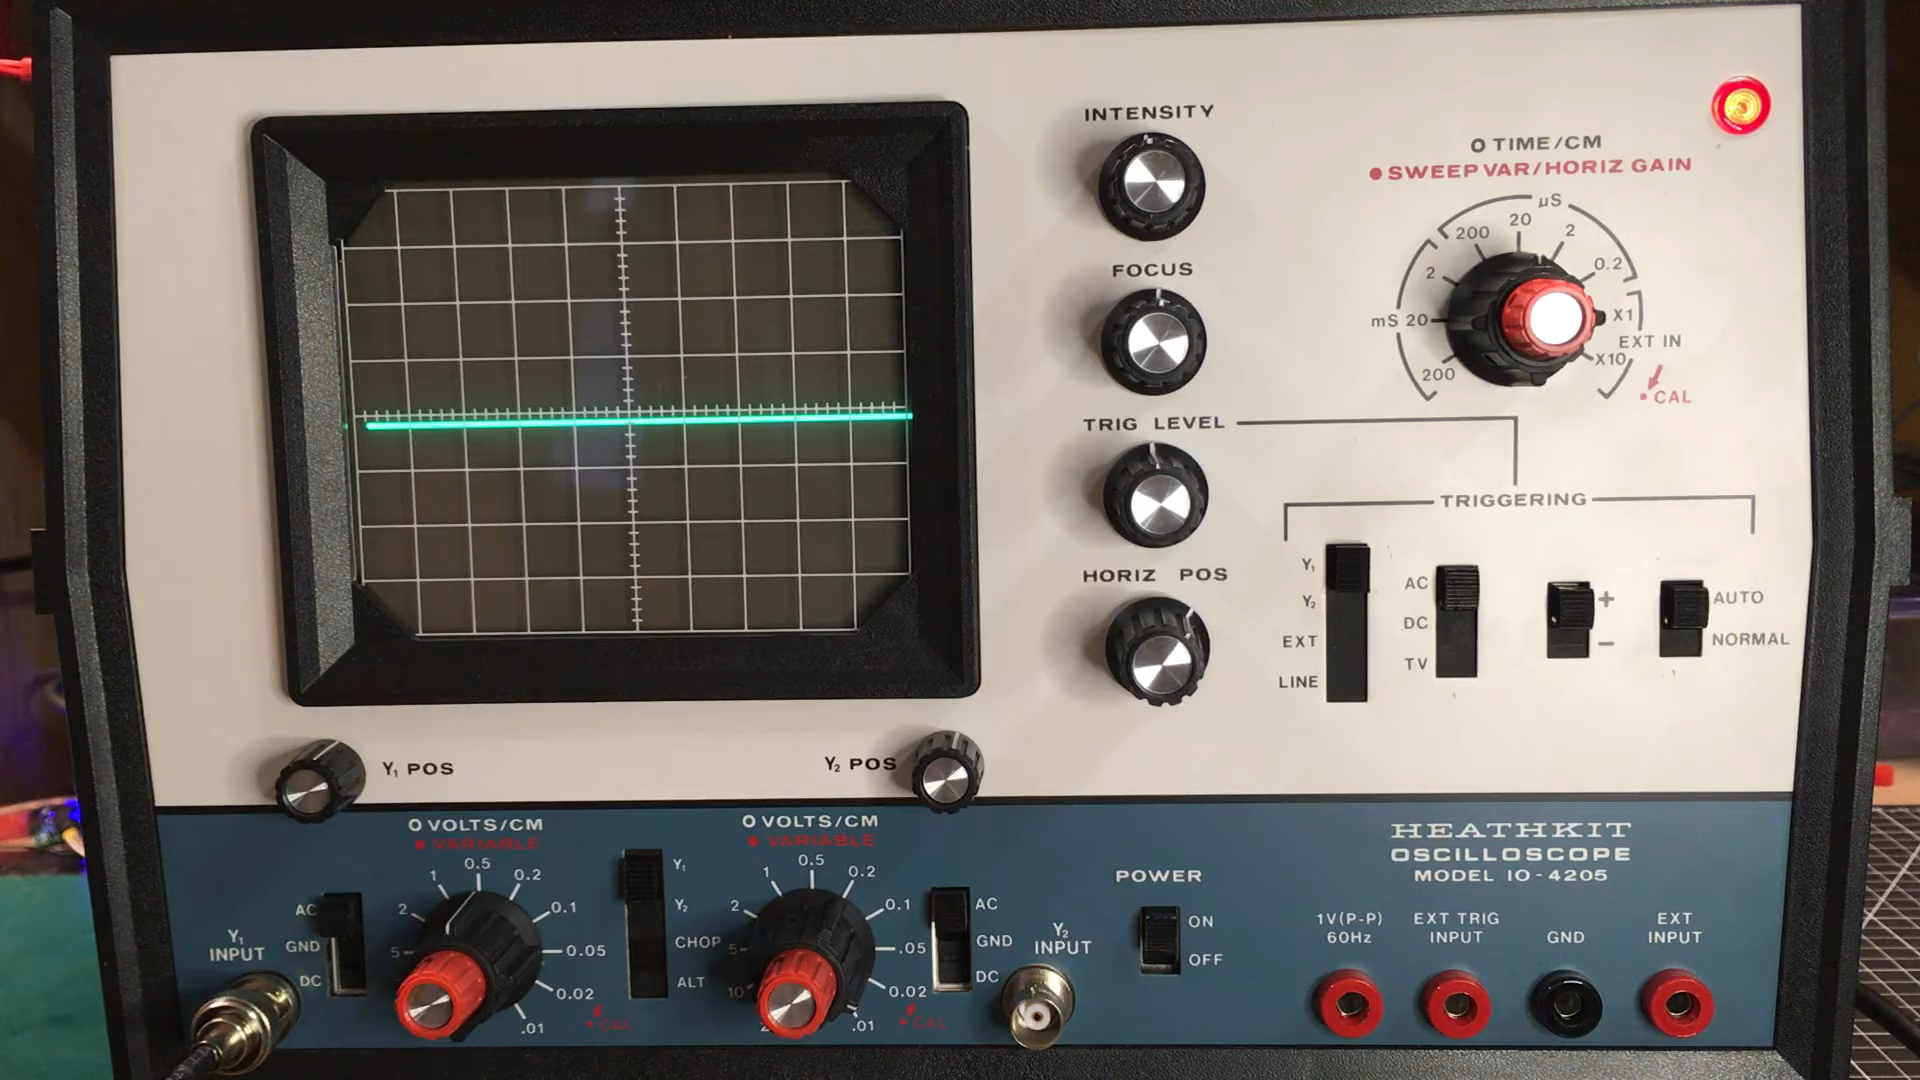 INTENSITY
FOCUS
TRIG LEVEL
HORIZ POS
O TIME/CM
● SWEEP VAR/HORIZ GAIN
µS
200
20
2
0.2
2
mS 20
200
X1
EXT IN
X10
• CAL
TRIGGERING
Y₁
Y₂
EXT
LINE
AC
DC
TV
+
−
AUTO
NORMAL
Y₁ POS
Y₂ POS
O VOLTS/CM
● VARIABLE
0.5
1
0.2
2
0.1
5
0.05
0.02
.01
• CAL
AC
GND
DC
Y₁
INPUT
Y₁
Y₂
CHOP
ALT
O VOLTS/CM
● VARIABLE
0.5
1
0.2
2
0.1
5
.05
10
0.02
.01
• CAL
AC
GND
DC
Y₂
INPUT
POWER
ON
OFF
HEATHKIT
OSCILLOSCOPE
MODEL IO-4205
1V(P-P)
60Hz
EXT TRIG
INPUT
GND
EXT
INPUT